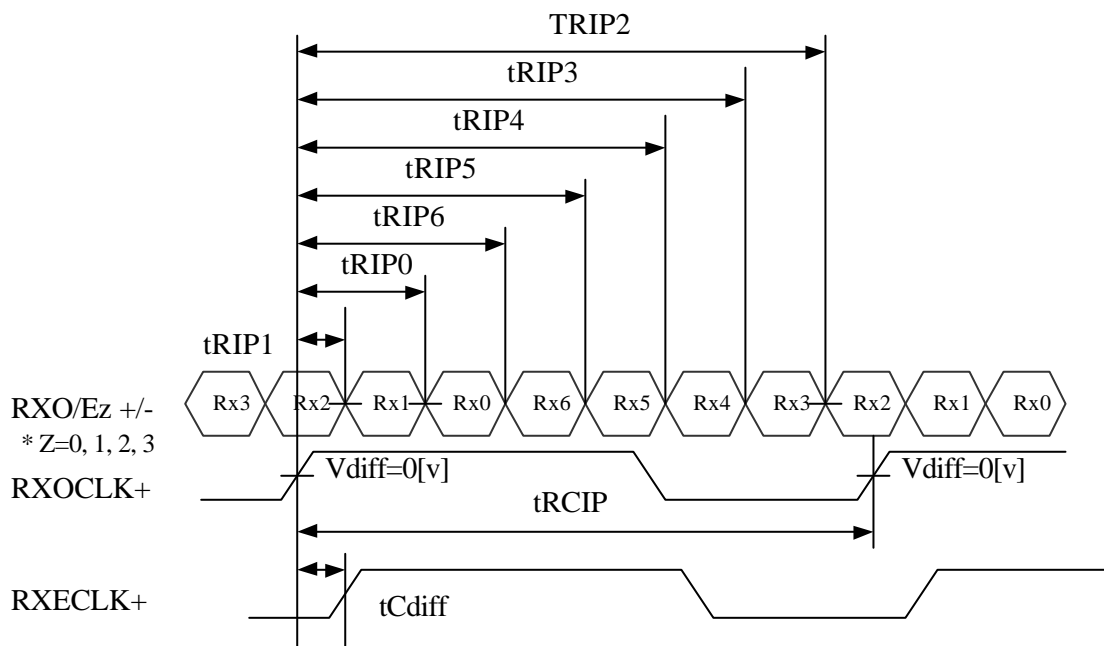 TRIP2
tRIP3
tRIP4
tRIP5
tRIP6
tRIP0
tRIP1
RXO/Ez +/-
Rx3 Rx2 Rx1 Rx0 Rx6 Rx5 Rx4 Rx3 Rx2 Rx1 Rx0
* Z=0, 1, 2, 3
RXOCLK+
Vdiff=0[v] Vdiff=0[v]
tRCIP
RXECLK+
tCdiff